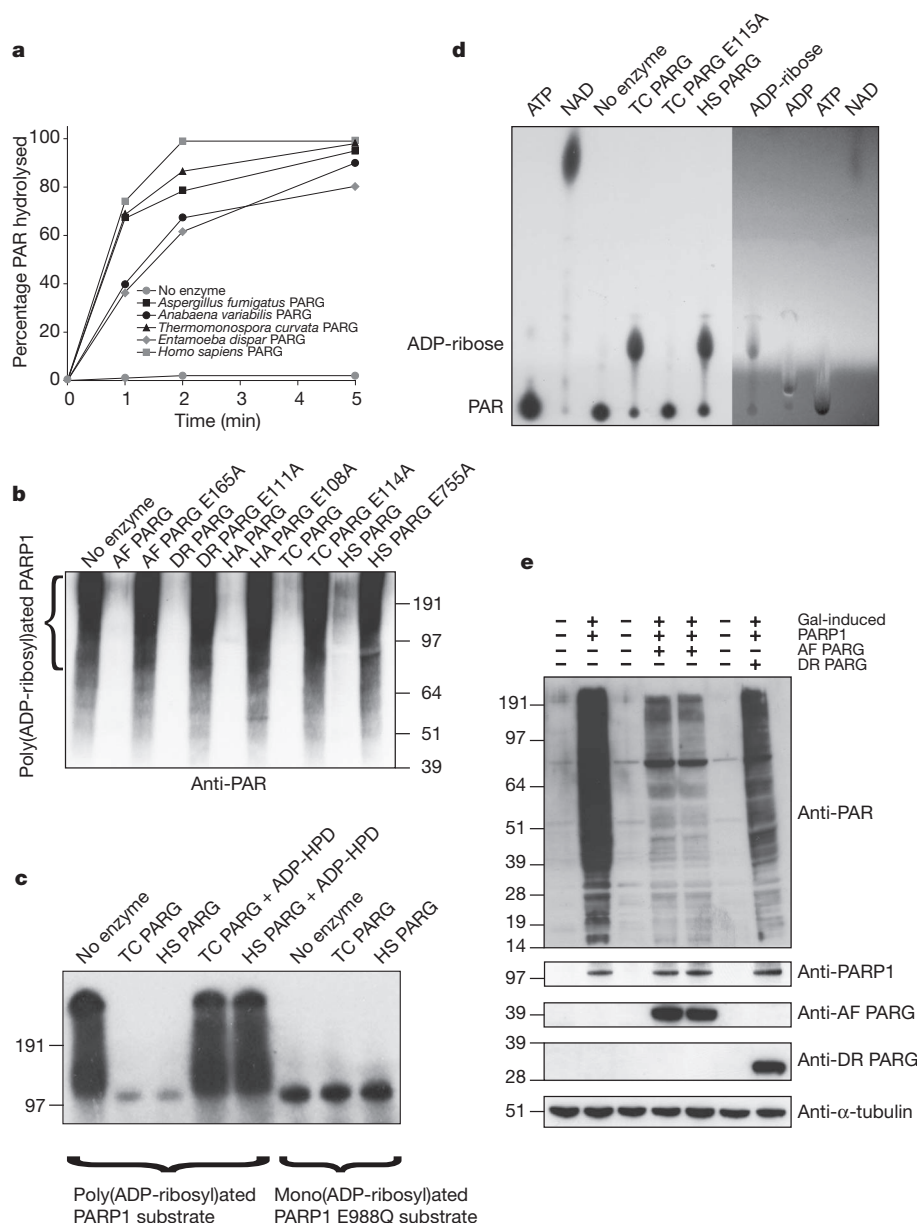 a
Percentage PAR hydrolysed
100
80
60
40
20
0
0
1
2
3
4
5
Time (min)
No enzyme
Aspergillus fumigatus PARG
Anabaena variabilis PARG
Thermomonospora curvata PARG
Entamoeba dispar PARG
Homo sapiens PARG
b
No enzyme
AF PARG
AF PARG E165A
DR PARG
DR PARG E111A
HA PARG
HA PARG E108A
TC PARG
TC PARG E114A
HS PARG
HS PARG E755A
Poly(ADP-ribosyl)ated PARP1
191
97
64
51
39
Anti-PAR
c
No enzyme
TC PARG
HS PARG
TC PARG + ADP-HPD
HS PARG + ADP-HPD
No enzyme
TC PARG
HS PARG
191
97
Poly(ADP-ribosyl)ated
PARP1 substrate
Mono(ADP-ribosyl)ated
PARP1 E988Q substrate
d
ATP
NAD
No enzyme
TC PARG
TC PARG E115A
HS PARG
ADP-ribose
ADP
ATP
NAD
ADP-ribose
PAR
e
– + – + + – + Gal-induced
– + – + + – + PARP1
– – – + + – – AF PARG
– – – – – – + DR PARG
191
97
64
51
39
28
19
14
Anti-PAR
97
Anti-PARP1
39
Anti-AF PARG
39
28
Anti-DR PARG
51
Anti-α-tubulin